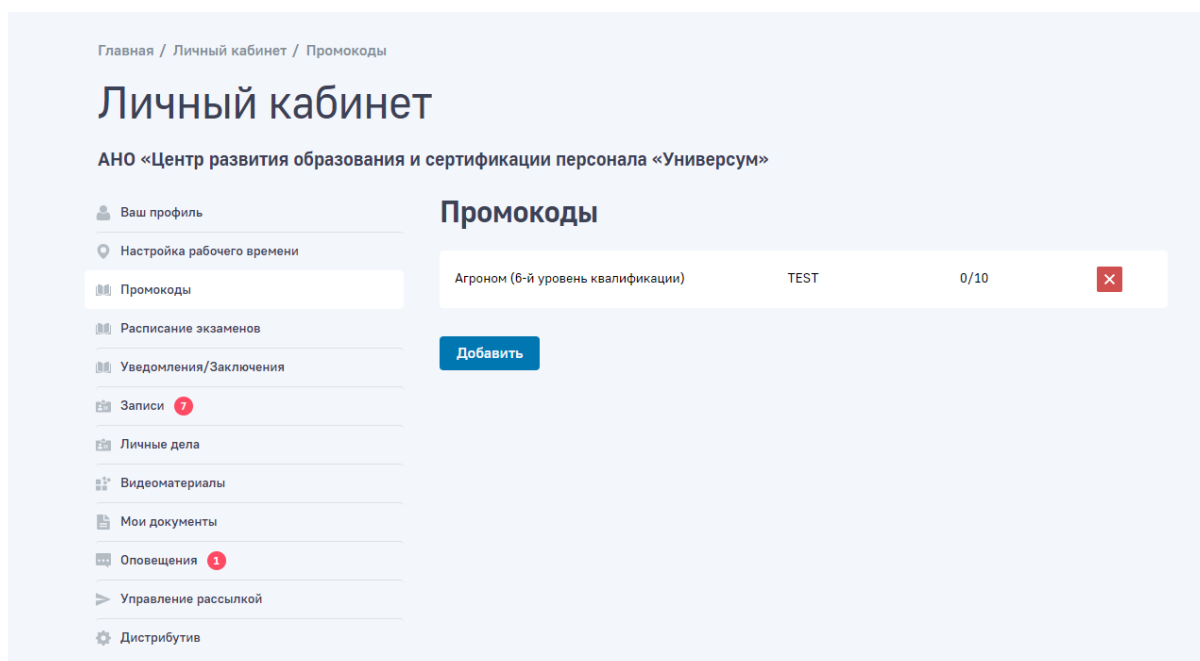 Главная / Личный кабинет / Промокоды
Личный кабинет
АНО «Центр развития образования и сертификации персонала «Универсум»
Ваш профиль
Настройка рабочего времени
Промокоды
Расписание экзаменов
Уведомления/Заключения
Записи 7
Личные дела
Видеоматериалы
Мои документы
Оповещения 1
Управление рассылкой
Дистрибутив
Промокоды
Агроном (6-й уровень квалификации) TEST 0/10
Добавить